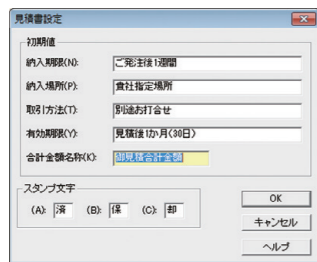 見積書設定
初期値
納入期限(N): ご発注後1週間
納入場所(P): 貴社指定場所
取引方法(T): 別途お打合せ
有効期限(Y): 見積後1か月(30日)
合計金額名称(K): 御見積合計金額
スタンプ文字
(A): 済 (B): 保 (C): 却
OK
キャンセル
ヘルプ